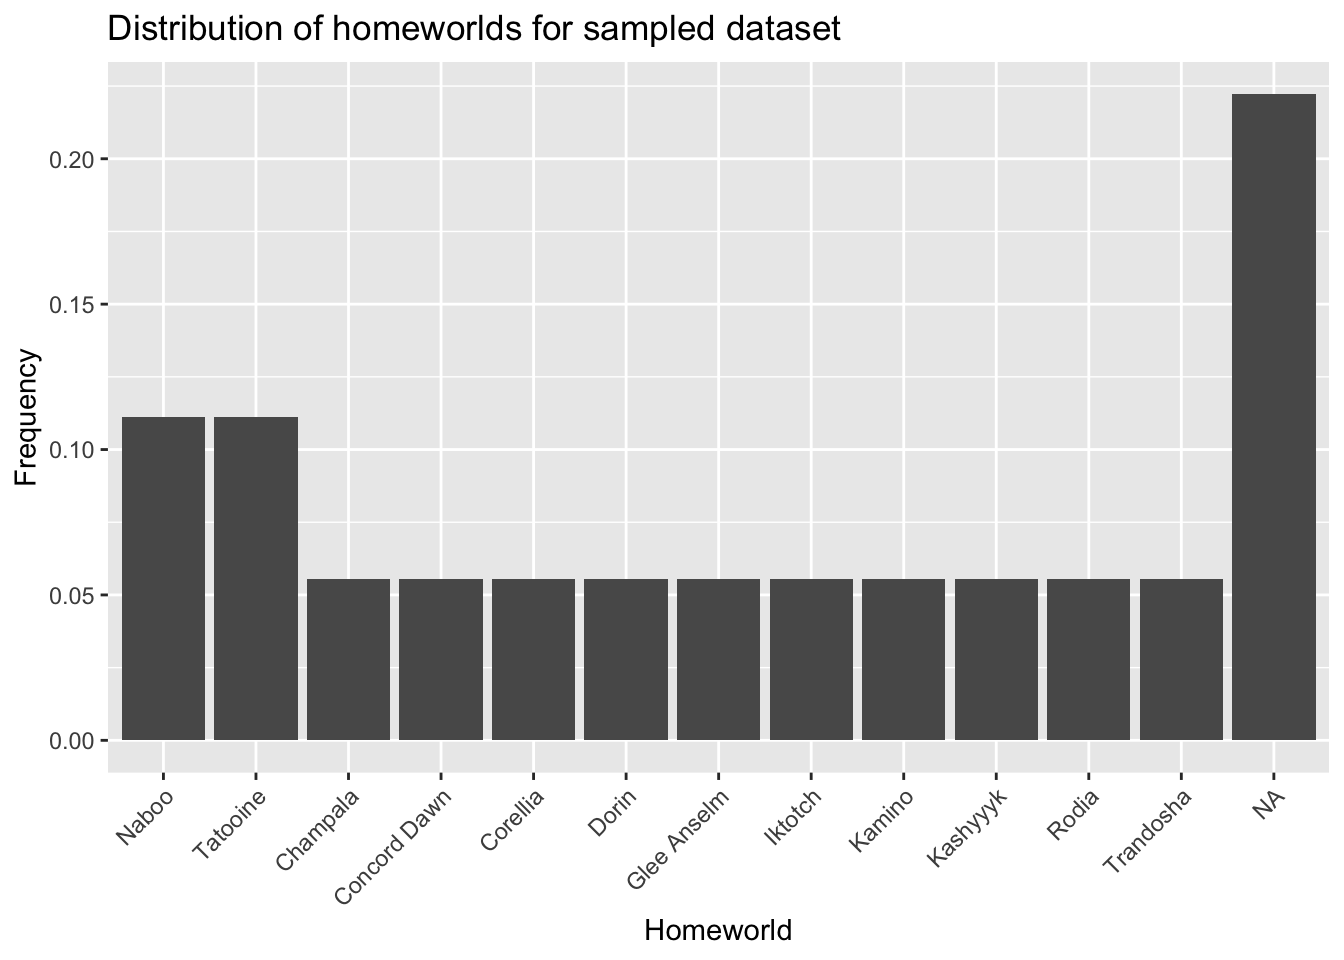 Distribution of homeworlds for sampled dataset
Frequency
0.20
0.15
0.10
0.05
0.00
Naboo
Tatooine
Champala
Concord Dawn
Corellia
Dorin
Glee Anselm
Iktotch
Kamino
Kashyyyk
Rodia
Trandosha
NA
Homeworld